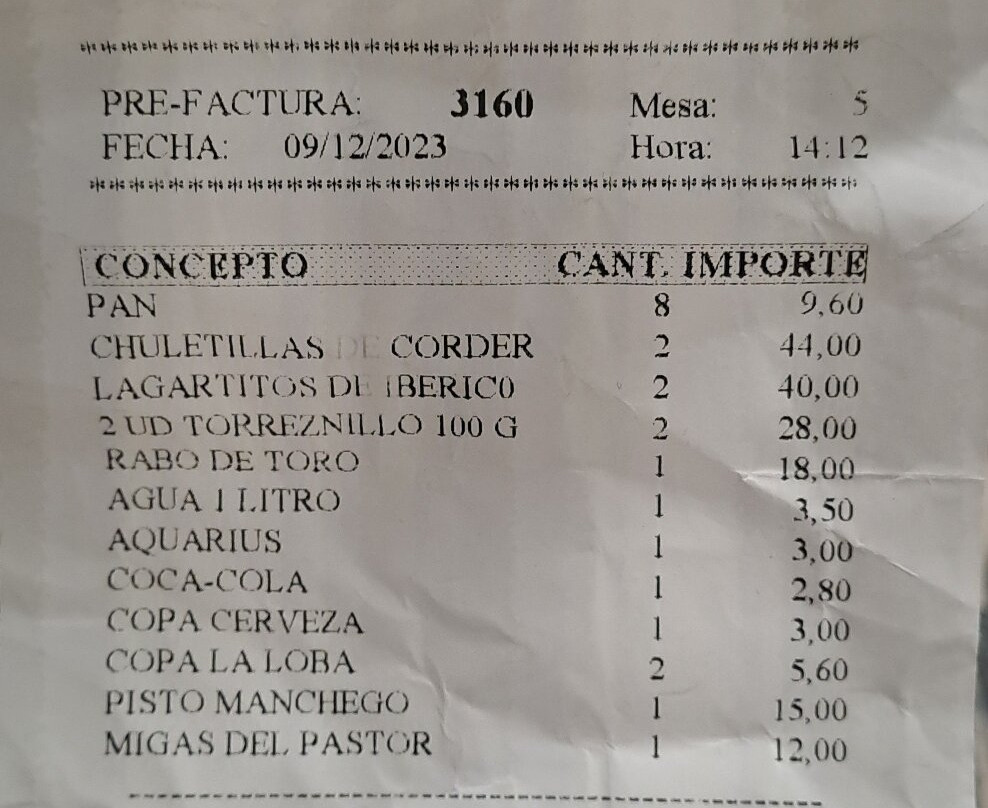 PRE-FACTURA: 3160 Mesa: 5
FECHA: 09/12/2023 Hora: 14:12
CONCEPTO CANT. IMPORTE
PAN 8 9,60
CHULETILLAS DE CORDER 2 44,00
LAGARTITOS DE IBERICO 2 40,00
2 UD TORREZNILLO 100 G 2 28,00
RABO DE TORO 1 18,00
AGUA 1 LITRO 1 3,50
AQUARIUS 1 3,00
COCA-COLA 1 2,80
COPA CERVEZA 1 3,00
COPA LA LOBA 2 5,60
PISTO MANCHEGO 1 15,00
MIGAS DEL PASTOR 1 12,00